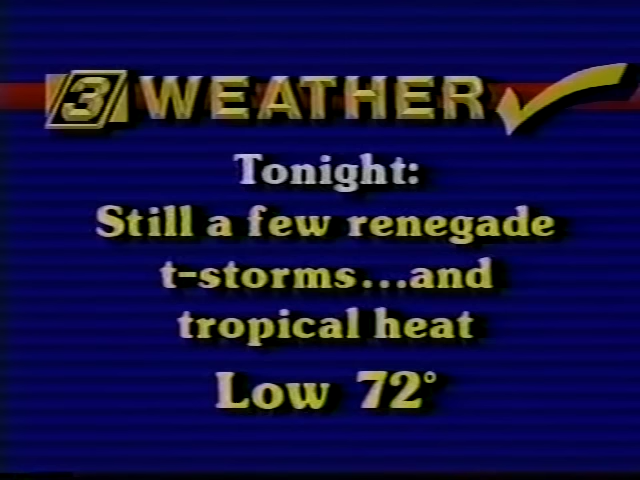 3 WEATHER
Tonight:
Still a few renegade
t-storms...and
tropical heat
Low 72°